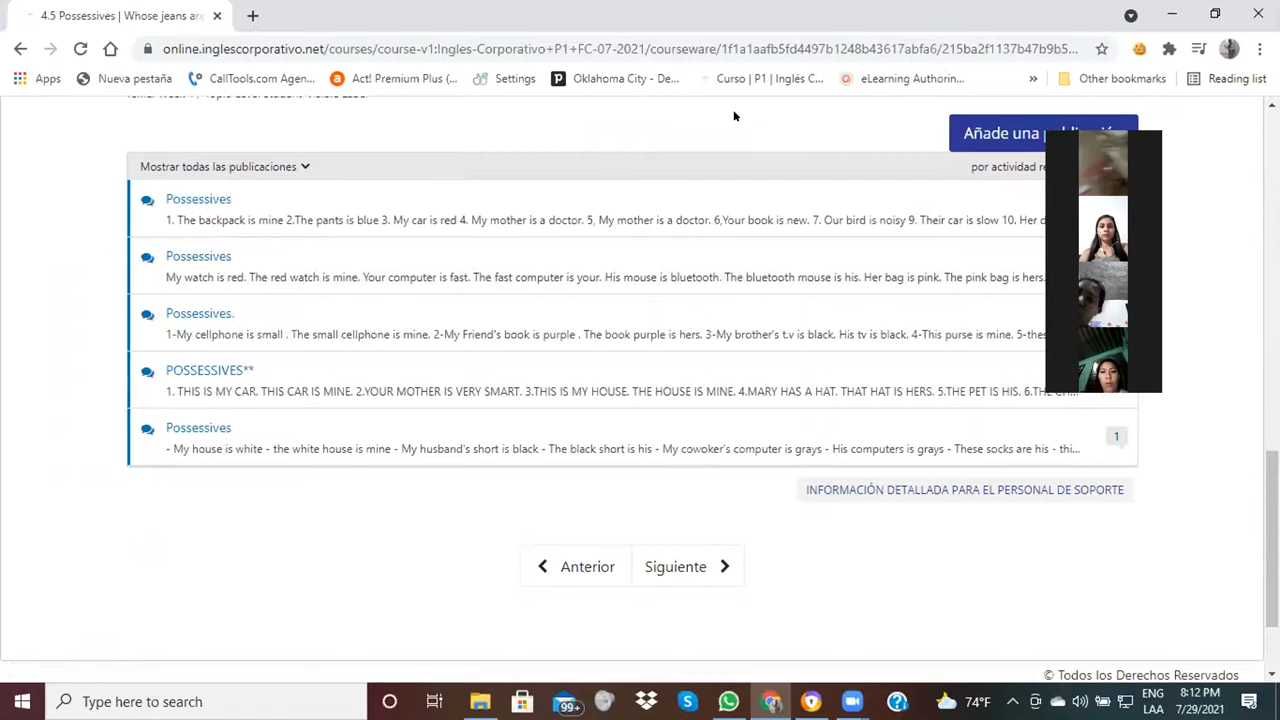 4.5 Possessives | Whose jeans are
online.inglescorporativo.net/courses/course-v1:Ingles-Corporativo+P1+FC-07-2021/courseware/1f1a1aafb5fd4497b1248b43617abfa6/215ba2f1137b47b9b5...
Apps Nueva pestaña CallTools.com Agen... Act! Premium Plus (... Settings Oklahoma City - De... Curso | P1 | Inglés C... eLearning Authorin... » Other bookmarks Reading list
Añade una
Mostrar todas las publicaciones por actividad
Possessives
1. The backpack is mine 2.The pants is blue 3. My car is red 4. My mother is a doctor. 5, My mother is a doctor. 6,Your book is new. 7. Our bird is noisy 9. Their car is slow 10. Her
Possessives
My watch is red. The red watch is mine. Your computer is fast. The fast computer is your. His mouse is bluetooth. The bluetooth mouse is his. Her bag is pink. The pink bag is hers.
Possessives.
1-My cellphone is small . The small cellphone is mine. 2-My Friend's book is purple . The book purple is hers. 3-My brother's t.v is black. His tv is black. 4-This purse is mine. 5-
POSSESSIVES**
1. THIS IS MY CAR. THIS CAR IS MINE. 2.YOUR MOTHER IS VERY SMART. 3.THIS IS MY HOUSE. THE HOUSE IS MINE. 4.MARY HAS A HAT. THAT HAT IS HERS. 5.THE PET IS HIS. 6.THE
Possessives
- My house is white - the white house is mine - My husband's short is black - The black short is his - My cowoker's computer is grays - His computers is grays - These socks are his - thi...
1
INFORMACIÓN DETALLADA PARA EL PERSONAL DE SOPORTE
Anterior Siguiente
© Todos los Derechos Reservados
Type here to search
99+
74°F
ENG
LAA
8:12 PM
7/29/2021